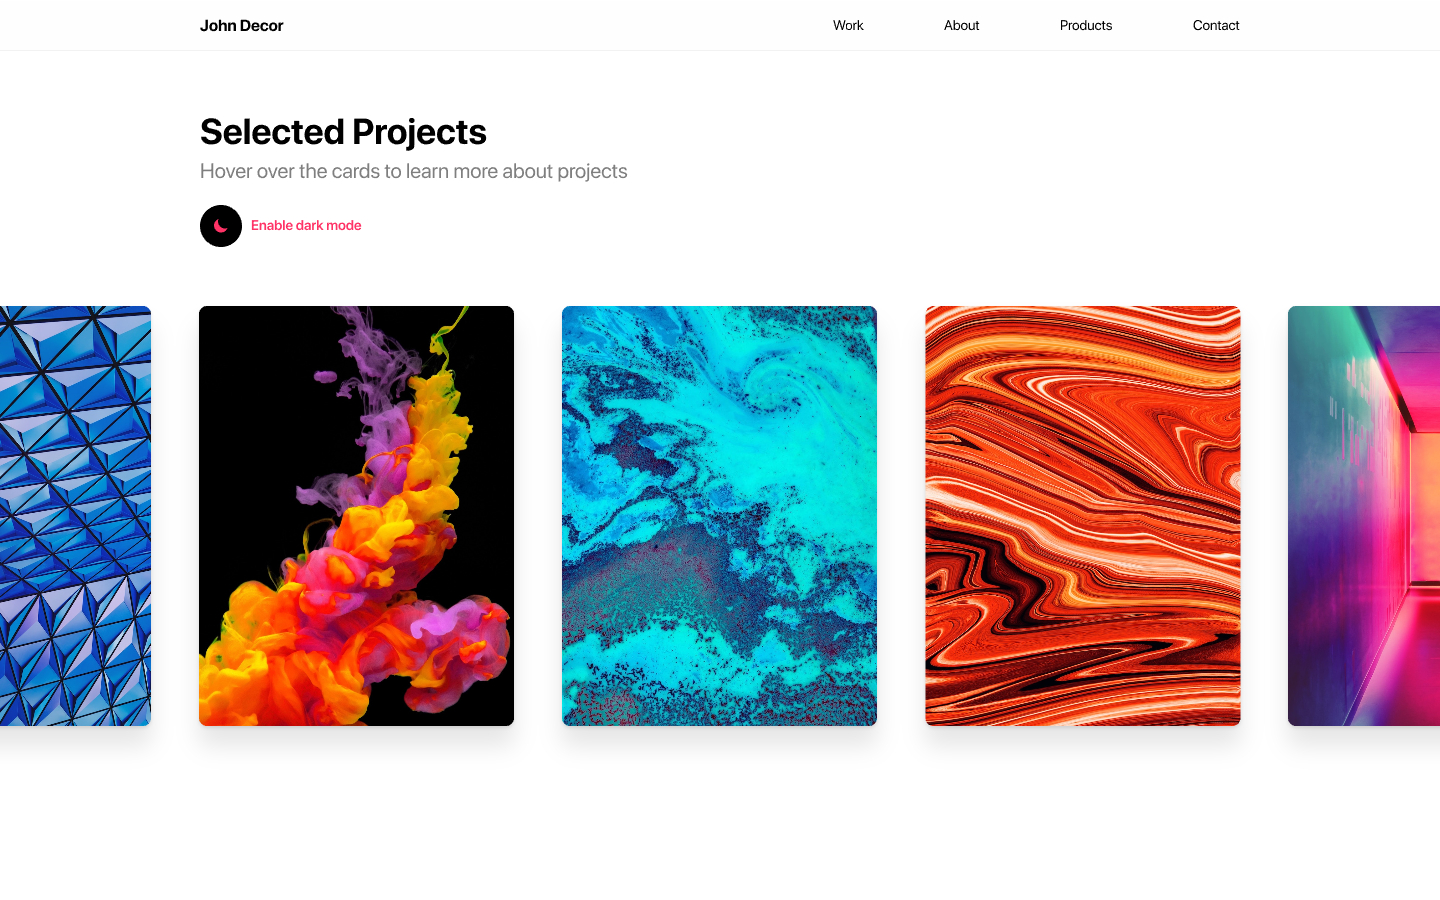 John Decor
Work
About
Products
Contact
Selected Projects
Hover over the cards to learn more about projects
Enable dark mode